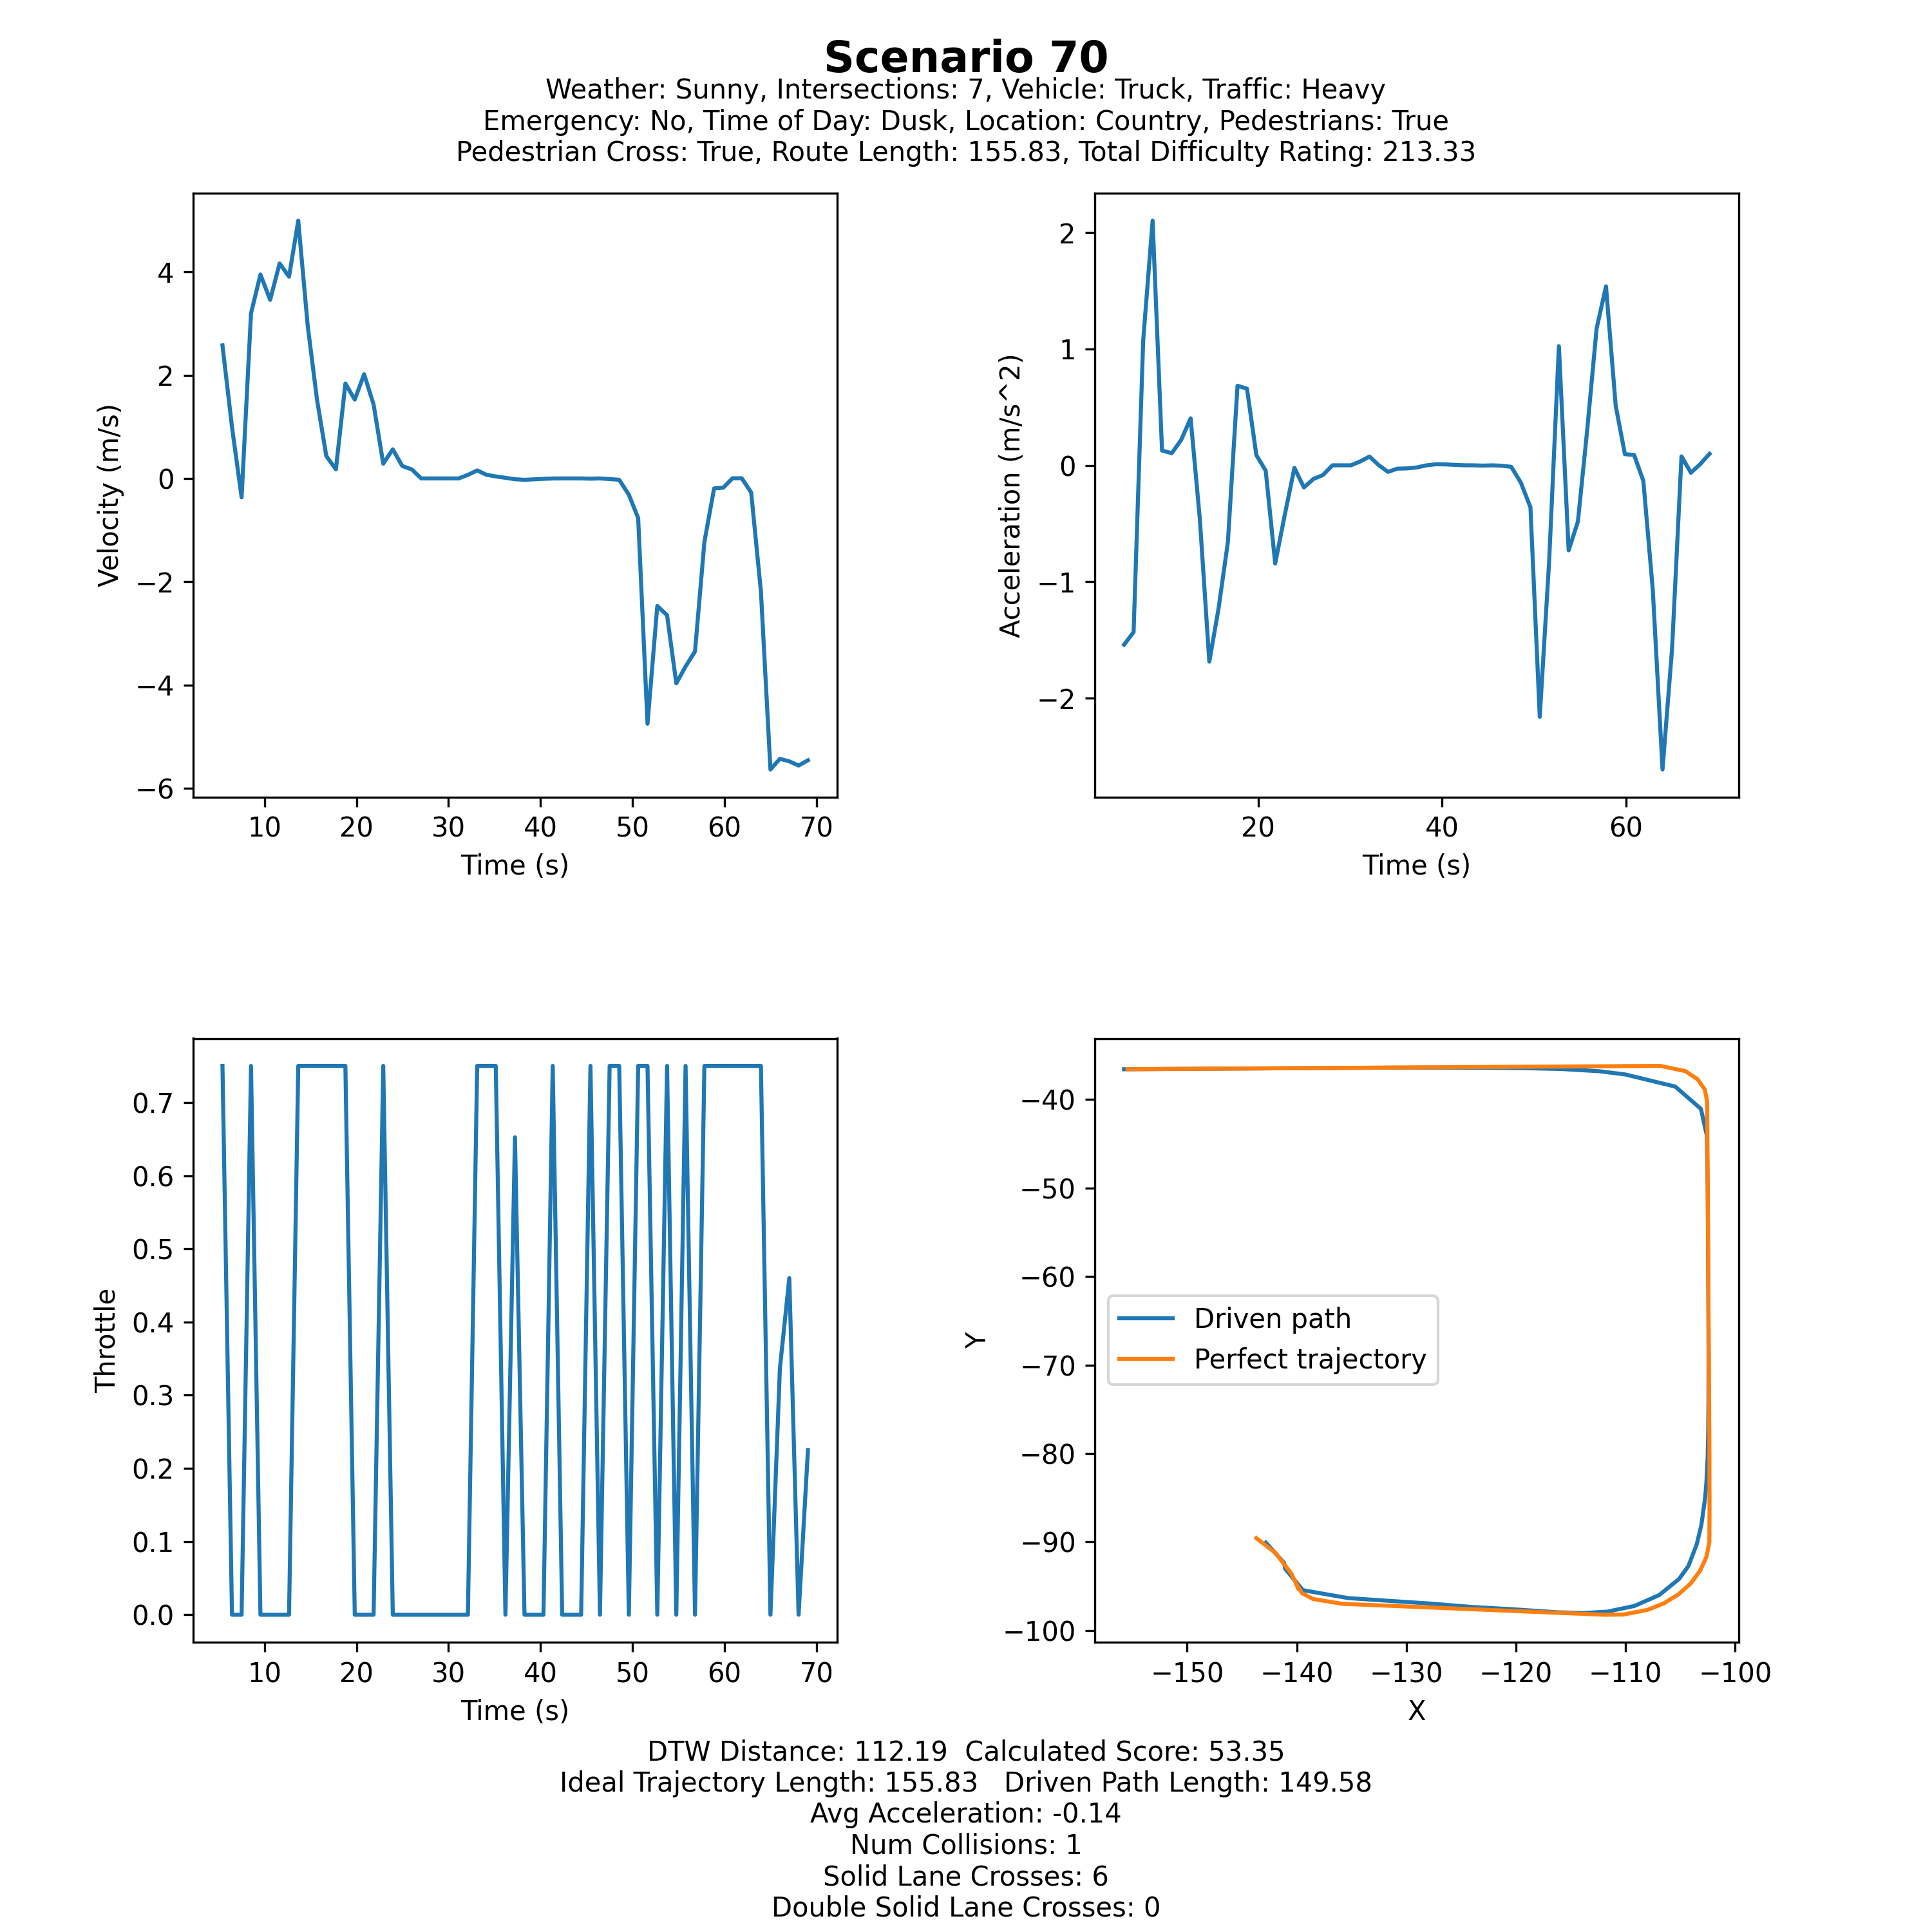 Scenario 70
Weather: Sunny, Intersections: 7, Vehicle: Truck, Traffic: Heavy
Emergency: No, Time of Day: Dusk, Location: Country, Pedestrians: True
Pedestrian Cross: True, Route Length: 155.83, Total Difficulty Rating: 213.33
Velocity (m/s)
4
2
0
−2
−4
−6
10 20 30 40 50 60 70
Time (s)
Acceleration (m/s^2)
2
1
0
−1
−2
20 40 60
Time (s)
Throttle
0.7
0.6
0.5
0.4
0.3
0.2
0.1
0.0
10 20 30 40 50 60 70
Time (s)
Y
−40
−50
−60
−70
−80
−90
−100
Driven path
Perfect trajectory
−150 −140 −130 −120 −110 −100
X
DTW Distance: 112.19  Calculated Score: 53.35
Ideal Trajectory Length: 155.83   Driven Path Length: 149.58
Avg Acceleration: -0.14
Num Collisions: 1
Solid Lane Crosses: 6
Double Solid Lane Crosses: 0